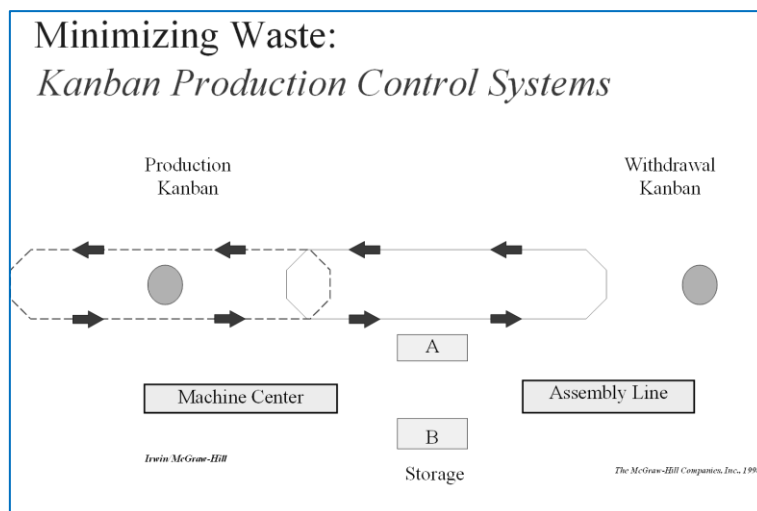 Minimizing Waste:
Kanban Production Control Systems
Production
Kanban
Withdrawal
Kanban
A
Machine Center
Assembly Line
B
Storage
Irwin/McGraw-Hill
The McGraw-Hill Companies, Inc., 199